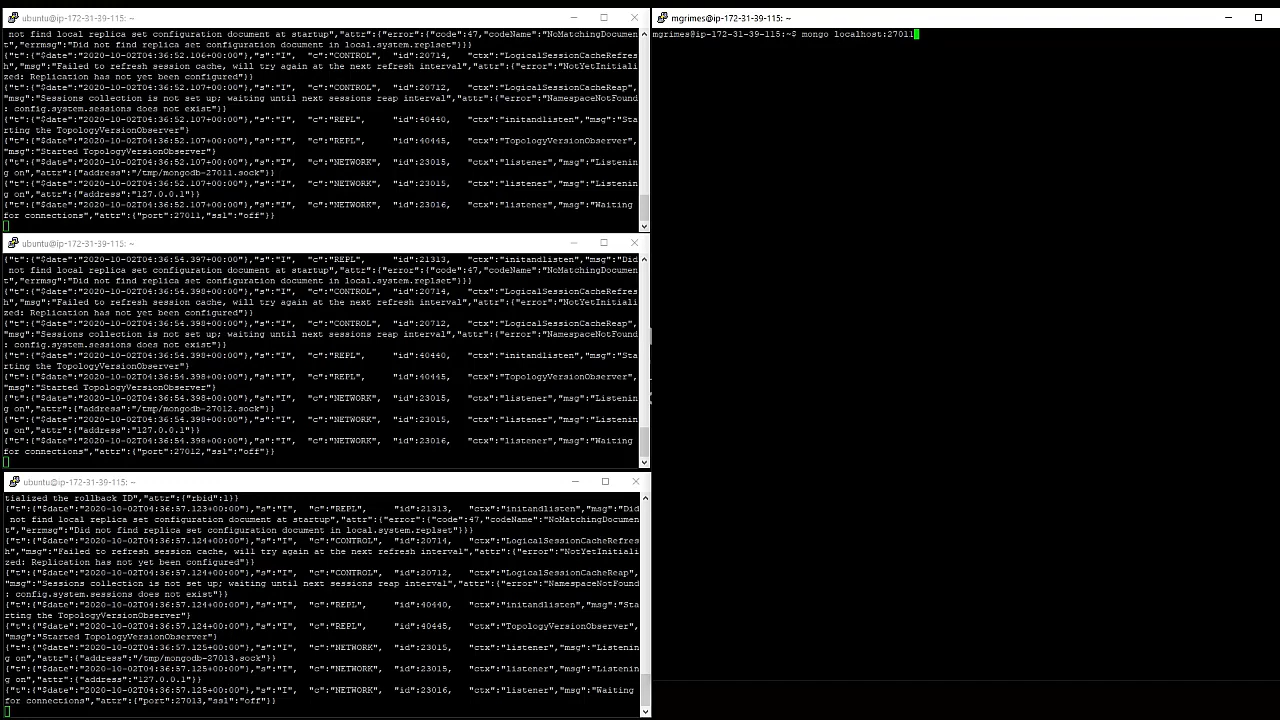 ubuntu@ip-172-31-39-115: ~
not find local replica set configuration document at startup","attr":{"error":{"code":47,"codeName":"NoMatchingDocumen
t","errmsg":"Did not find replica set configuration document in local.system.replset"}}}
{"t":{"$date":"2020-10-02T04:36:52.107+00:00"},"s":"I",  "c":"CONTROL",  "id":20714,   "ctx":"LogicalSessionCacheRefres
h","msg":"Failed to refresh session cache, will try again at the next refresh interval","attr":{"error":"NotYetInitiali
zed: Replication has not yet been configured"}}
{"t":{"$date":"2020-10-02T04:36:52.107+00:00"},"s":"I",  "c":"CONTROL",  "id":20712,   "ctx":"LogicalSessionCacheReap",
"msg":"Sessions collection is not set up; waiting until next sessions reap interval","attr":{"error":"NamespaceNotFound
: config.system.sessions does not exist"}}
{"t":{"$date":"2020-10-02T04:36:52.107+00:00"},"s":"I",  "c":"REPL",     "id":40440,   "ctx":"initandlisten","msg":"Sta
rting the TopologyVersionObserver"}
{"t":{"$date":"2020-10-02T04:36:52.107+00:00"},"s":"I",  "c":"REPL",     "id":40445,   "ctx":"TopologyVersionObserver",
"msg":"Started TopologyVersionObserver"}
{"t":{"$date":"2020-10-02T04:36:52.107+00:00"},"s":"I",  "c":"NETWORK",  "id":23015,   "ctx":"listener","msg":"Listenin
g on","attr":{"address":"/tmp/mongodb-27011.sock"}}
{"t":{"$date":"2020-10-02T04:36:52.107+00:00"},"s":"I",  "c":"NETWORK",  "id":23015,   "ctx":"listener","msg":"Listenin
g on","attr":{"address":"127.0.0.1"}}
{"t":{"$date":"2020-10-02T04:36:52.107+00:00"},"s":"I",  "c":"NETWORK",  "id":23016,   "ctx":"listener","msg":"Waiting
for connections","attr":{"port":27011,"ssl":"off"}}
ubuntu@ip-172-31-39-115: ~
{"t":{"$date":"2020-10-02T04:36:54.397+00:00"},"s":"I",  "c":"REPL",     "id":21313,   "ctx":"initandlisten","msg":"Did
not find local replica set configuration document at startup","attr":{"error":{"code":47,"codeName":"NoMatchingDocumen
t","errmsg":"Did not find replica set configuration document in local.system.replset"}}}
{"t":{"$date":"2020-10-02T04:36:54.398+00:00"},"s":"I",  "c":"CONTROL",  "id":20714,   "ctx":"LogicalSessionCacheRefres
h","msg":"Failed to refresh session cache, will try again at the next refresh interval","attr":{"error":"NotYetInitiali
zed: Replication has not yet been configured"}}
{"t":{"$date":"2020-10-02T04:36:54.398+00:00"},"s":"I",  "c":"CONTROL",  "id":20712,   "ctx":"LogicalSessionCacheReap",
"msg":"Sessions collection is not set up; waiting until next sessions reap interval","attr":{"error":"NamespaceNotFound
: config.system.sessions does not exist"}}
{"t":{"$date":"2020-10-02T04:36:54.398+00:00"},"s":"I",  "c":"REPL",     "id":40440,   "ctx":"initandlisten","msg":"Sta
rting the TopologyVersionObserver"}
{"t":{"$date":"2020-10-02T04:36:54.398+00:00"},"s":"I",  "c":"REPL",     "id":40445,   "ctx":"TopologyVersionObserver",
"msg":"Started TopologyVersionObserver"}
{"t":{"$date":"2020-10-02T04:36:54.398+00:00"},"s":"I",  "c":"NETWORK",  "id":23015,   "ctx":"listener","msg":"Listenin
g on","attr":{"address":"/tmp/mongodb-27012.sock"}}
{"t":{"$date":"2020-10-02T04:36:54.398+00:00"},"s":"I",  "c":"NETWORK",  "id":23015,   "ctx":"listener","msg":"Listenin
g on","attr":{"address":"127.0.0.1"}}
{"t":{"$date":"2020-10-02T04:36:54.398+00:00"},"s":"I",  "c":"NETWORK",  "id":23016,   "ctx":"listener","msg":"Waiting
for connections","attr":{"port":27012,"ssl":"off"}}
ubuntu@ip-172-31-39-115: ~
tialized the rollback ID","attr":{"rbid":1}}
{"t":{"$date":"2020-10-02T04:36:57.123+00:00"},"s":"I",  "c":"REPL",     "id":21313,   "ctx":"initandlisten","msg":"Did
not find local replica set configuration document at startup","attr":{"error":{"code":47,"codeName":"NoMatchingDocumen
t","errmsg":"Did not find replica set configuration document in local.system.replset"}}}
{"t":{"$date":"2020-10-02T04:36:57.124+00:00"},"s":"I",  "c":"CONTROL",  "id":20714,   "ctx":"LogicalSessionCacheRefres
h","msg":"Failed to refresh session cache, will try again at the next refresh interval","attr":{"error":"NotYetInitiali
zed: Replication has not yet been configured"}}
{"t":{"$date":"2020-10-02T04:36:57.124+00:00"},"s":"I",  "c":"CONTROL",  "id":20712,   "ctx":"LogicalSessionCacheReap",
"msg":"Sessions collection is not set up; waiting until next sessions reap interval","attr":{"error":"NamespaceNotFound
: config.system.sessions does not exist"}}
{"t":{"$date":"2020-10-02T04:36:57.124+00:00"},"s":"I",  "c":"REPL",     "id":40440,   "ctx":"initandlisten","msg":"Sta
rting the TopologyVersionObserver"}
{"t":{"$date":"2020-10-02T04:36:57.124+00:00"},"s":"I",  "c":"REPL",     "id":40445,   "ctx":"TopologyVersionObserver",
"msg":"Started TopologyVersionObserver"}
{"t":{"$date":"2020-10-02T04:36:57.125+00:00"},"s":"I",  "c":"NETWORK",  "id":23015,   "ctx":"listener","msg":"Listenin
g on","attr":{"address":"/tmp/mongodb-27013.sock"}}
{"t":{"$date":"2020-10-02T04:36:57.125+00:00"},"s":"I",  "c":"NETWORK",  "id":23015,   "ctx":"listener","msg":"Listenin
g on","attr":{"address":"127.0.0.1"}}
{"t":{"$date":"2020-10-02T04:36:57.125+00:00"},"s":"I",  "c":"NETWORK",  "id":23016,   "ctx":"listener","msg":"Waiting
for connections","attr":{"port":27013,"ssl":"off"}}
mgrimes@ip-172-31-39-115: ~
mgrimes@ip-172-31-39-115:~$ mongo localhost:27011